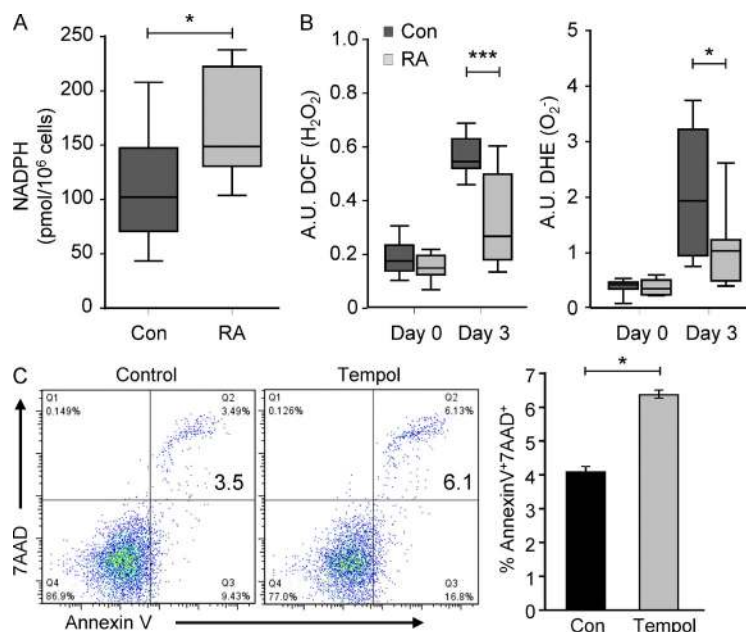 A
*
NADPH
(pmol/10⁶ cells)
250
200
150
100
50
0
Con
RA
B
Con
RA
A.U. DCF (H₂O₂)
1.0
0.8
0.6
0.4
0.2
0
***
Day 0
Day 3
A.U. DHE (O₂⁻)
5
4
3
2
1
0
*
Day 0
Day 3
C
Control
Q1
0.149%
Q2
3.49%
3.5
Q4
86.9%
Q3
9.43%
Tempol
Q1
0.126%
Q2
6.13%
6.1
Q4
77.0%
Q3
16.8%
7AAD
Annexin V
% AnnexinV⁺7AAD⁺
7
6
5
4
3
2
1
0
*
Con
Tempol